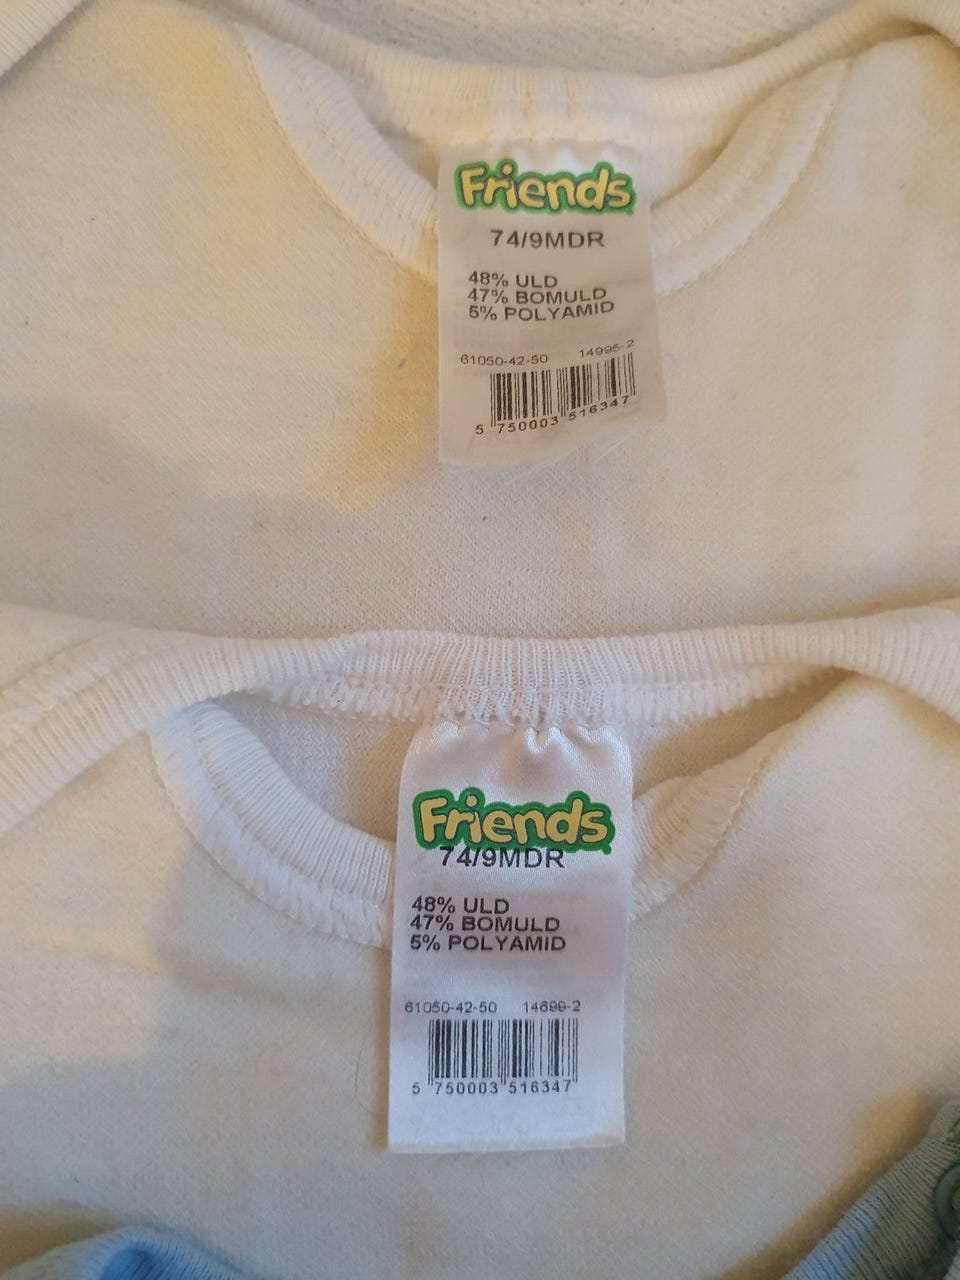 Friends
74/9MDR
48% ULD
47% BOMULD
5% POLYAMID
61050-42-50 14995-2
5 750003 516347
Friends
74/9MDR
48% ULD
47% BOMULD
5% POLYAMID
61050-42-50 14699-2
5 750003 516347